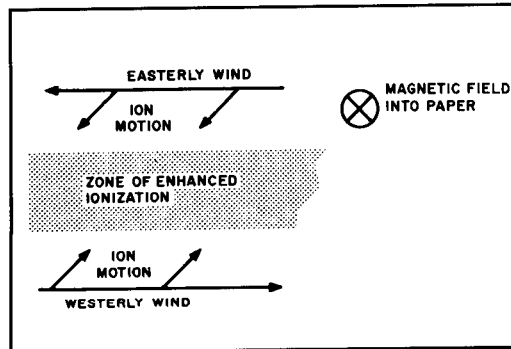 EASTERLY WIND
ION
MOTION
MAGNETIC FIELD
INTO PAPER
ZONE OF ENHANCED
IONIZATION
ION
MOTION
WESTERLY WIND